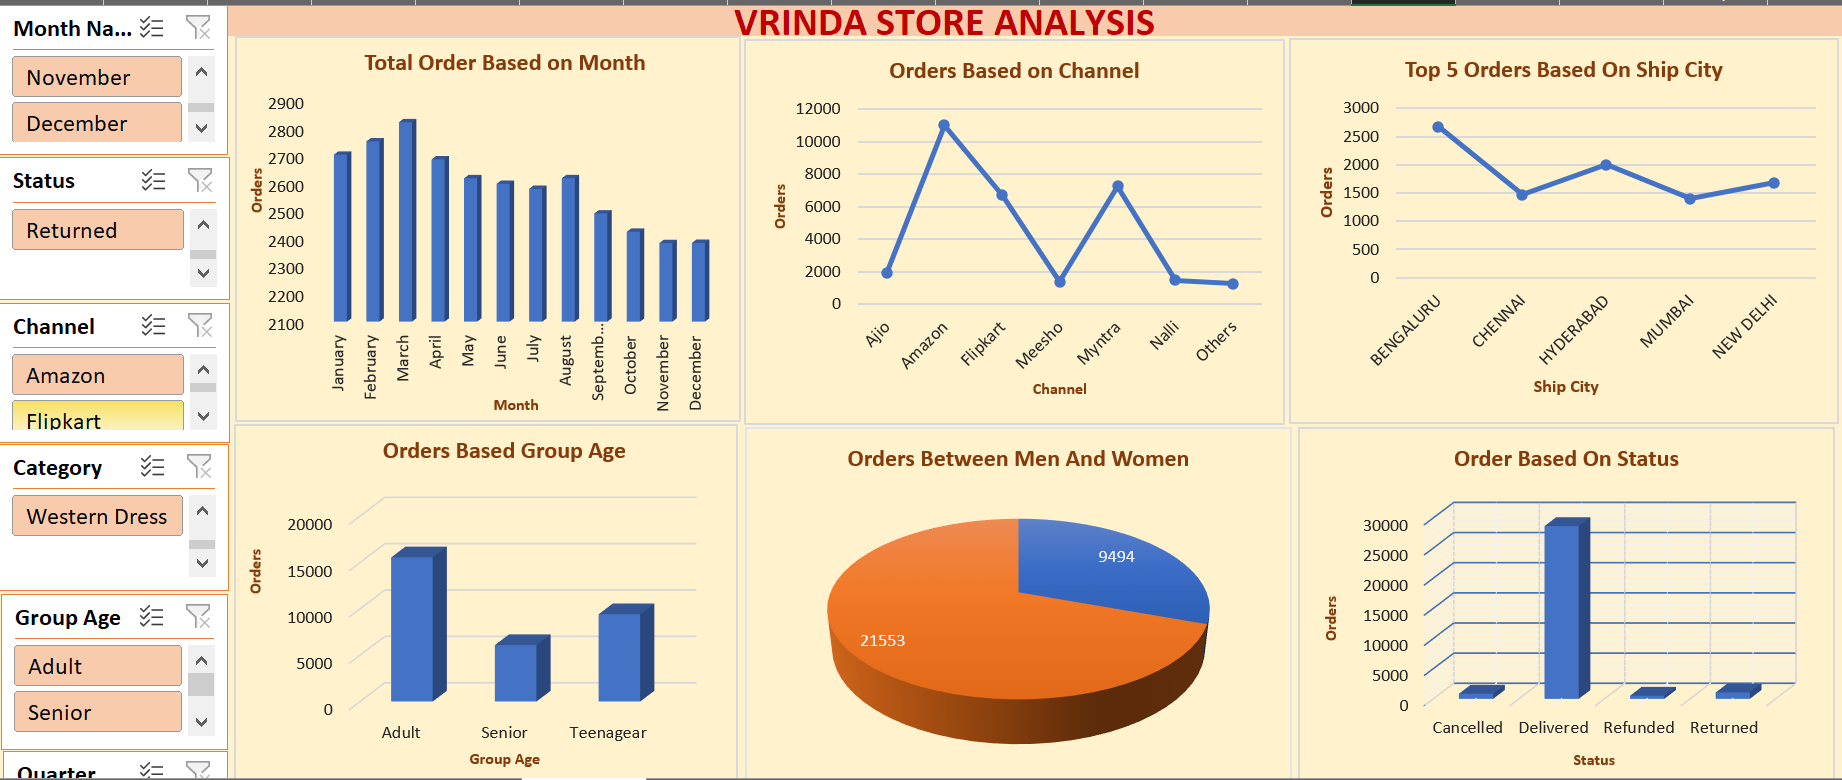 VRINDA STORE ANALYSIS
Month Na...
November
December
Status
Returned
Channel
Amazon
Flipkart
Category
Western Dress
Group Age
Adult
Senior
Quarter
Total Order Based on Month
Orders
2900
2800
2700
2600
2500
2400
2300
2200
2100
January
February
March
April
May
June
July
August
Septemb...
October
November
December
Month
Orders Based on Channel
Orders
12000
10000
8000
6000
4000
2000
0
Ajio
Amazon
Flipkart
Meesho
Myntra
Nalli
Others
Channel
Top 5 Orders Based On Ship City
Orders
3000
2500
2000
1500
1000
500
0
BENGALURU
CHENNAI
HYDERABAD
MUMBAI
NEW DELHI
Ship City
Orders Based Group Age
Orders
20000
15000
10000
5000
0
Adult
Senior
Teenagear
Group Age
Orders Between Men And Women
9494
21553
Order Based On Status
Orders
30000
25000
20000
15000
10000
5000
0
Cancelled
Delivered
Refunded
Returned
Status